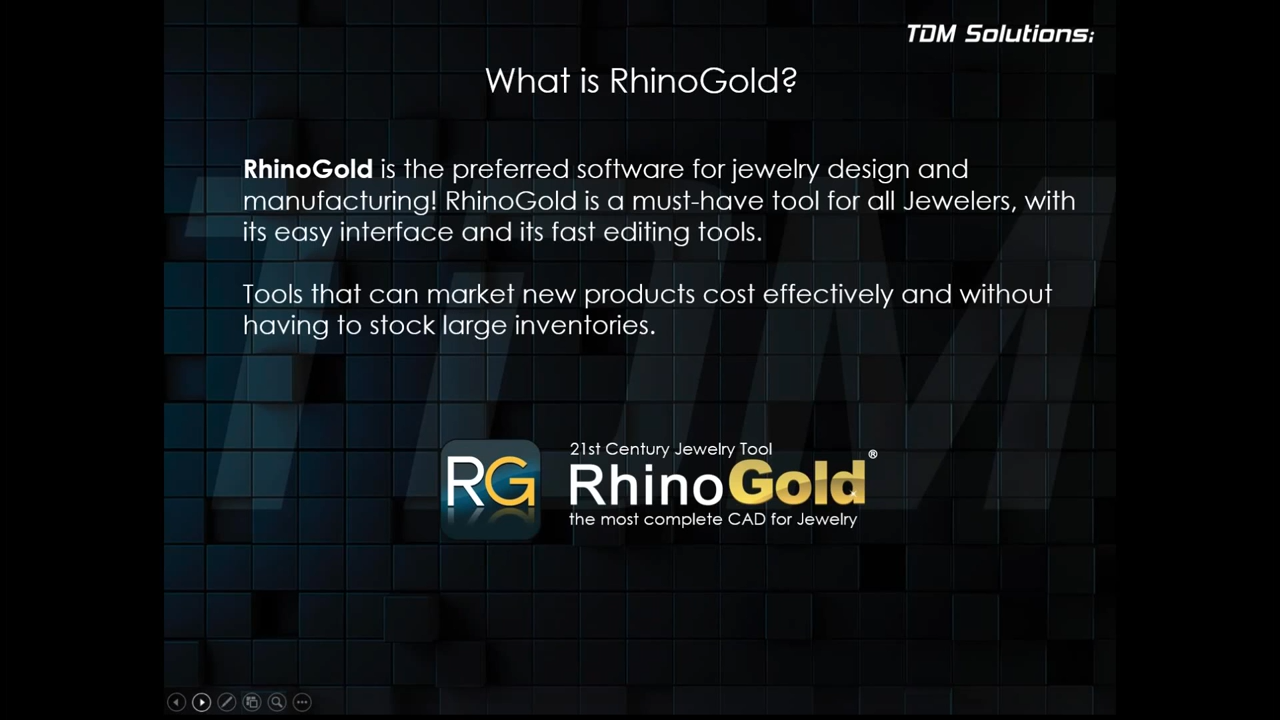 TDM Solutions;
What is RhinoGold?
RhinoGold is the preferred software for jewelry design and
manufacturing! RhinoGold is a must-have tool for all Jewelers, with
its easy interface and its fast editing tools.
Tools that can market new products cost effectively and without
having to stock large inventories.
TDM
RG
21st Century Jewelry Tool
RhinoGold®
the most complete CAD for Jewelry